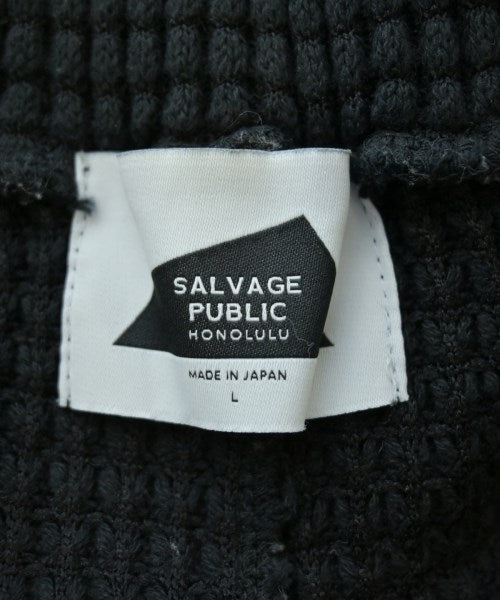 SALVAGE
PUBLIC
HONOLULU
MADE IN JAPAN
L